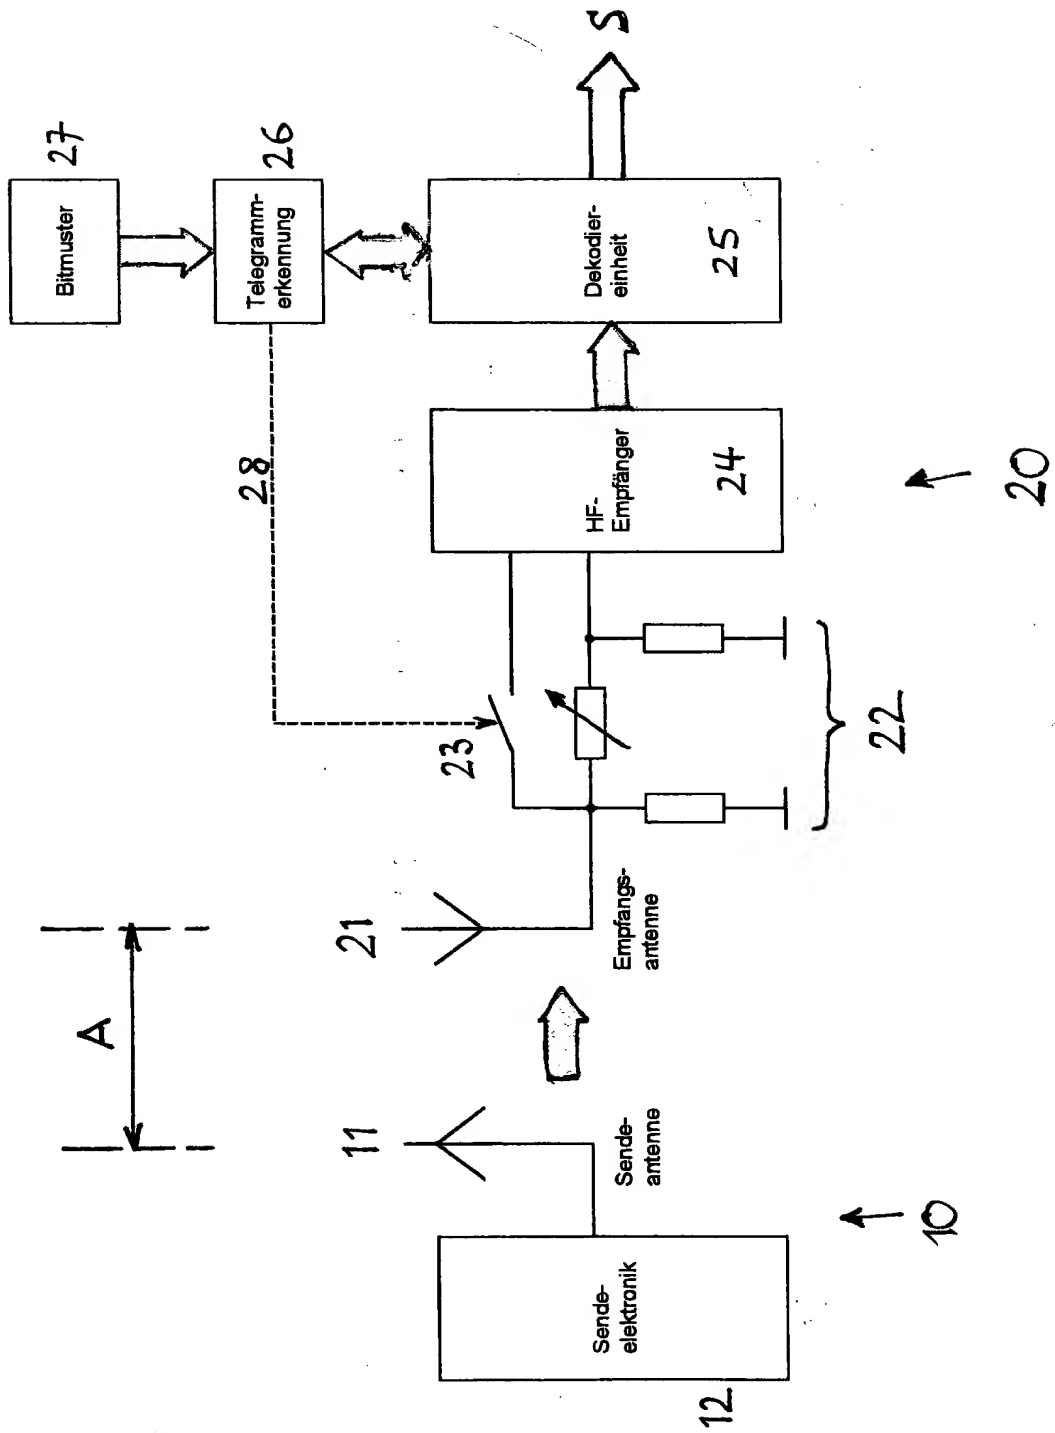 A
27
Bitmuster
26
Telegramm-
erkennung
28
S
11
21
23
Sende-
elektronik
12
Sende-
antenne
Empfangs-
antenne
HF-
Empfänger
24
Dekodier-
einheit
25
22
10
20